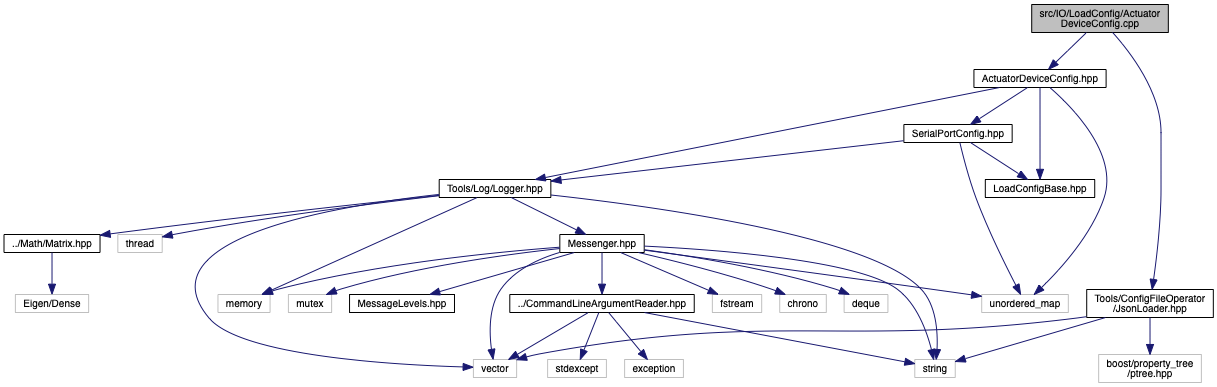 src/IO/LoadConfig/Actuator
DeviceConfig.cpp
ActuatorDeviceConfig.hpp
SerialPortConfig.hpp
Tools/Log/Logger.hpp
LoadConfigBase.hpp
../Math/Matrix.hpp
thread
Messenger.hpp
Eigen/Dense
memory
mutex
MessageLevels.hpp
../CommandLineArgumentReader.hpp
fstream
chrono
deque
unordered_map
Tools/ConfigFileOperator
/JsonLoader.hpp
vector
stdexcept
exception
string
boost/property_tree
/ptree.hpp